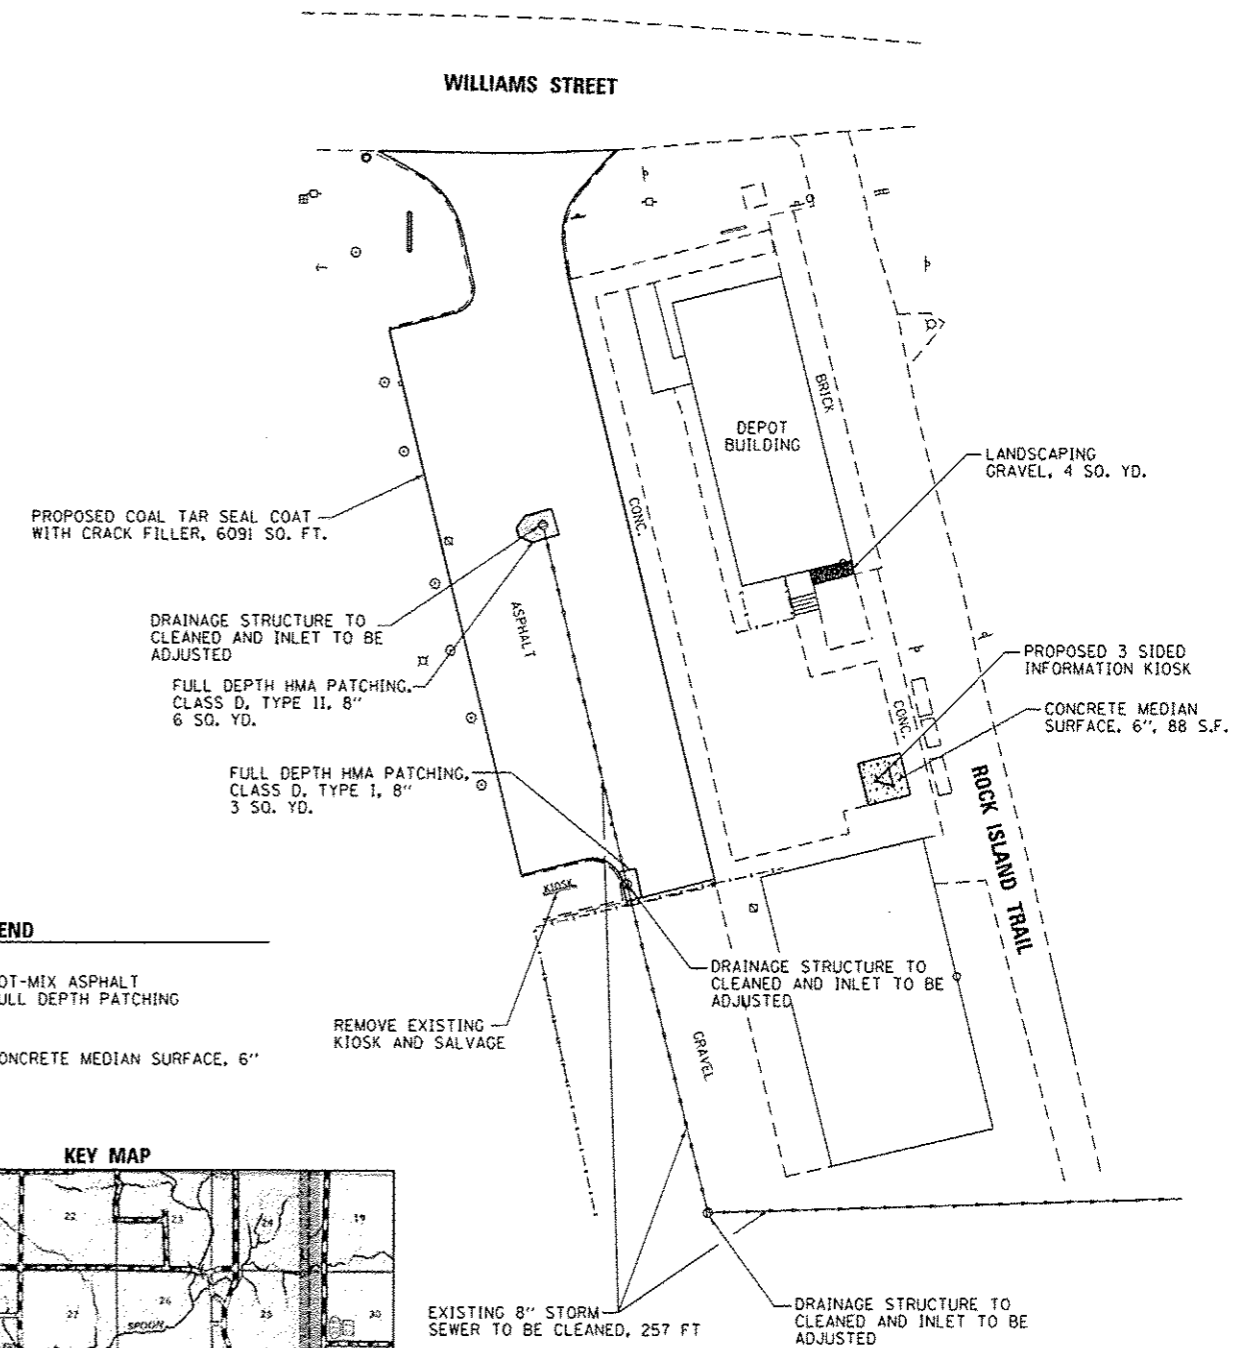 WILLIAMS STREET
DEPOT
BUILDING
BRICK
LANDSCAPING
GRAVEL, 4 SQ. YD.
CONC.
PROPOSED COAL TAR SEAL COAT
WITH CRACK FILLER, 6091 SQ. FT.
ASPHALT
DRAINAGE STRUCTURE TO
CLEANED AND INLET TO BE
ADJUSTED
FULL DEPTH HMA PATCHING,
CLASS D, TYPE II, 8"
6 SQ. YD.
PROPOSED 3 SIDED
INFORMATION KIOSK
CONC.
CONCRETE MEDIAN
SURFACE, 6", 88 S.F.
FULL DEPTH HMA PATCHING,
CLASS D, TYPE I, 8"
3 SQ. YD.
ROCK ISLAND TRAIL
KIOSK
END
OT-MIX ASPHALT
ULL DEPTH PATCHING
DRAINAGE STRUCTURE TO
CLEANED AND INLET TO BE
ADJUSTED
REMOVE EXISTING
KIOSK AND SALVAGE
GRAVEL
ONCRETE MEDIAN SURFACE, 6"
KEY MAP
22
23
24
19
27
26
25
30
SPOON
EXISTING 8" STORM
SEWER TO BE CLEANED, 257 FT
DRAINAGE STRUCTURE TO
CLEANED AND INLET TO BE
ADJUSTED